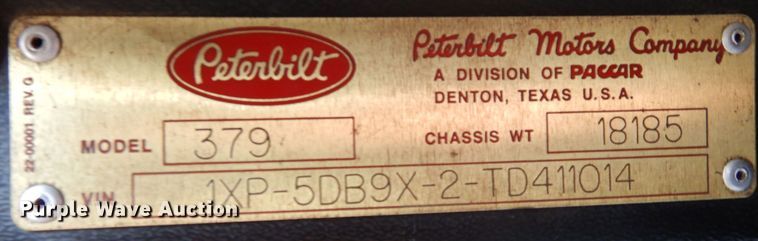 Peterbilt
Peterbilt Motors Company
A DIVISION OF PACCAR
DENTON, TEXAS U.S.A.
MODEL 379 CHASSIS WT 18185
VIN 1XP-5DB9X-2-TD411014
22-00001 REV. G
Purple Wave Auction